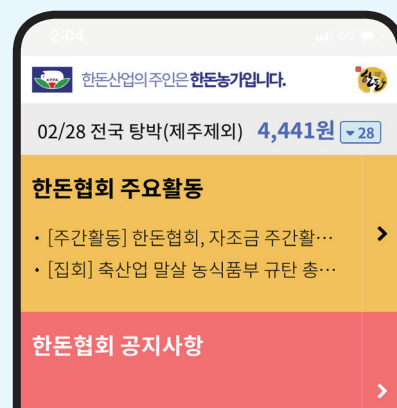 2:04 5G
KPPA 한돈산업의 주인은 한돈농가입니다. 한돈
02/28 전국 탕박(제주제외) 4,441원 ▼28
한돈협회 주요활동
• [주간활동] 한돈협회, 자조금 주간활…
• [집회] 축산업 말살 농식품부 규탄 총…
한돈협회 공지사항